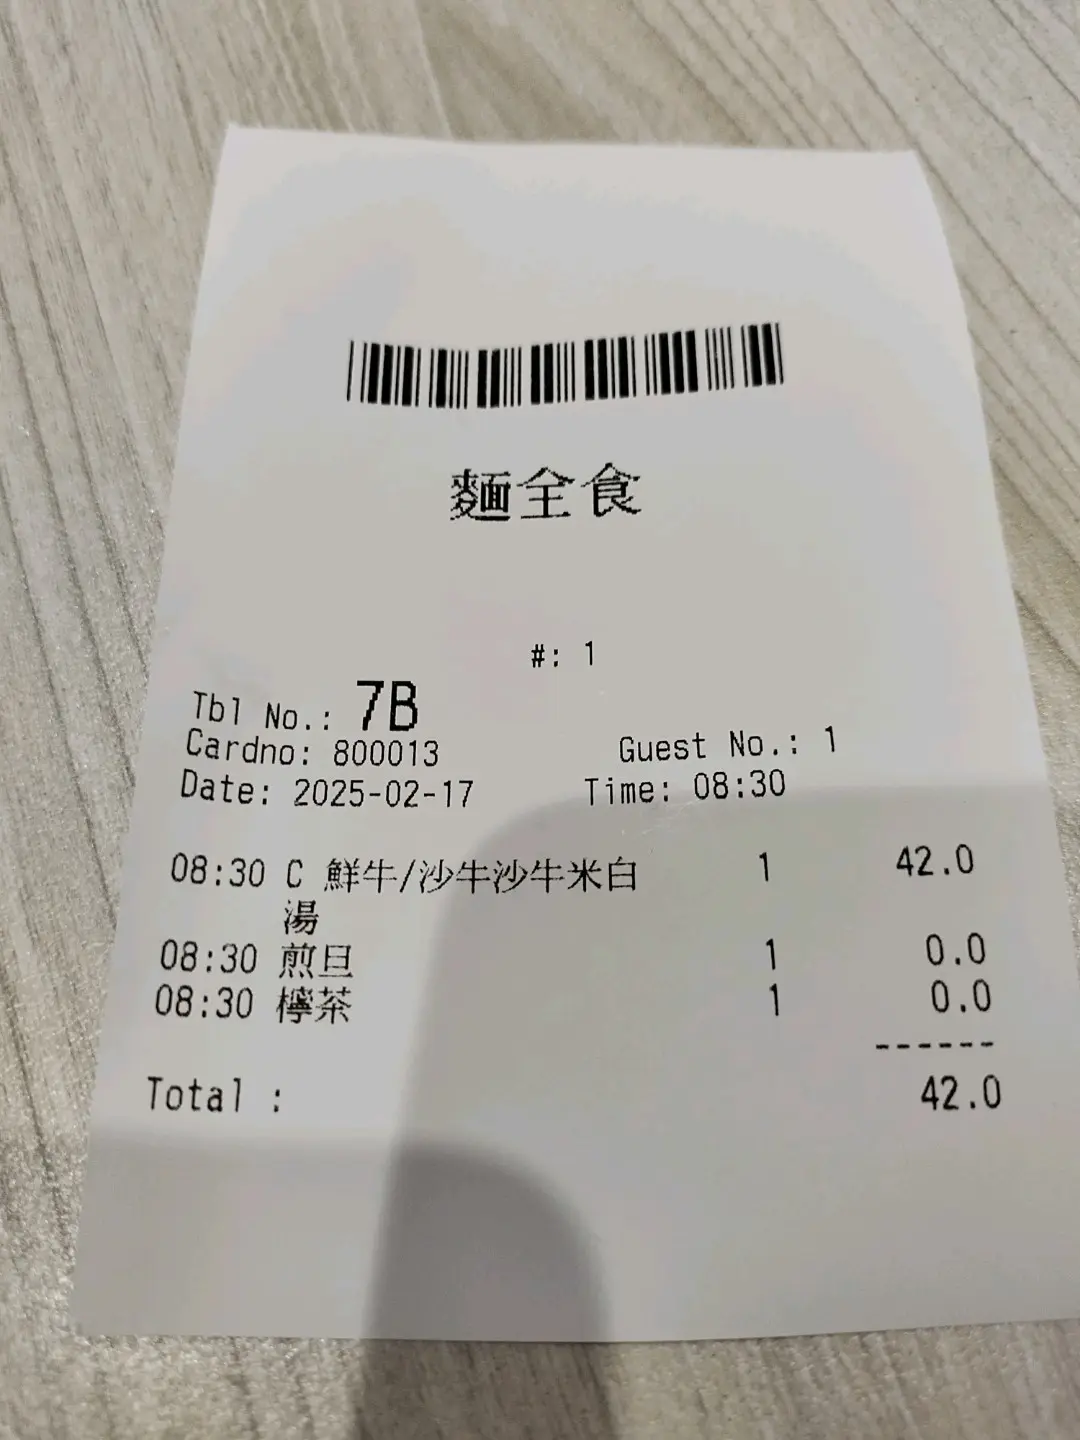 麵全食
#: 1
Tbl No.: 7B
Cardno: 800013 Guest No.: 1
Date: 2025-02-17 Time: 08:30
08:30 C 鮮牛/沙牛沙牛米白 1 42.0
湯
08:30 煎旦 1 0.0
08:30 檸茶 1 0.0
------
Total : 42.0